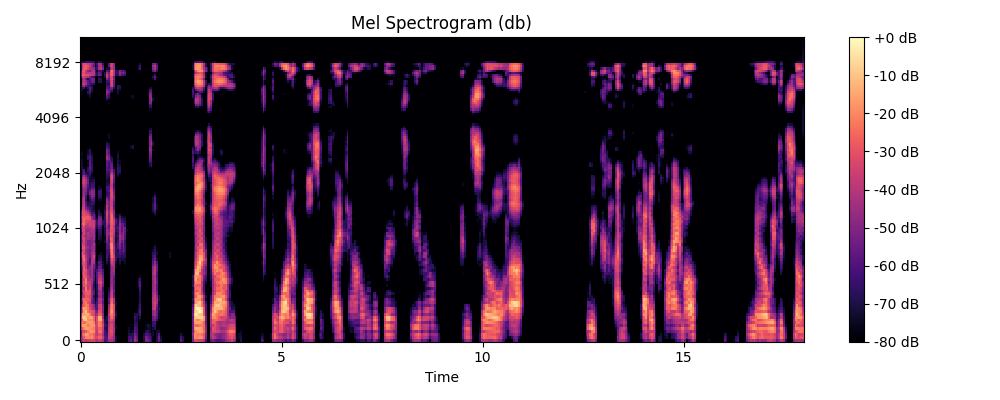 Mel Spectrogram (db)
8192
4096
2048
1024
512
0
Hz
0 5 10 15
Time
+0 dB
-10 dB
-20 dB
-30 dB
-40 dB
-50 dB
-60 dB
-70 dB
-80 dB